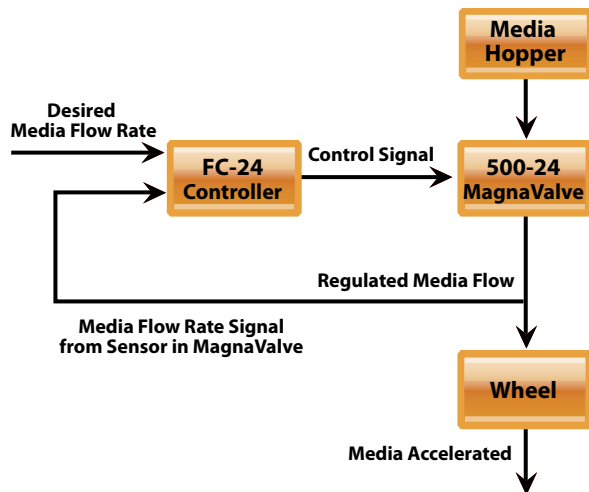 Media
Hopper
Desired
Media Flow Rate
FC-24
Controller
Control Signal
500-24
MagnaValve
Regulated Media Flow
Media Flow Rate Signal
from Sensor in MagnaValve
Wheel
Media Accelerated